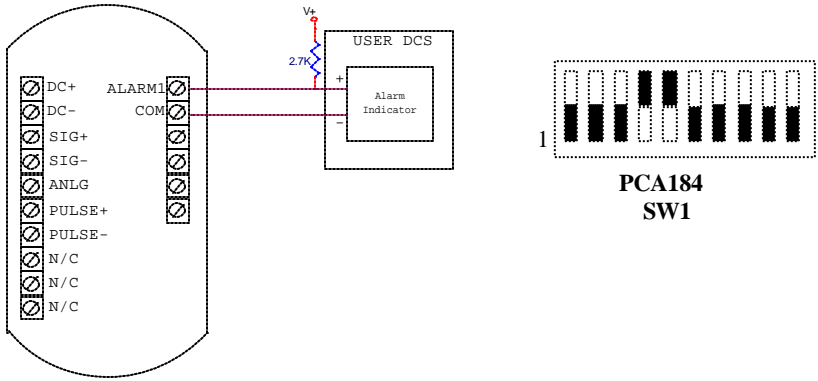 V+
2.7K
USER DCS
+
Alarm
Indicator
−
DC+
DC-
SIG+
SIG-
ANLG
PULSE+
PULSE-
N/C
N/C
N/C
ALARM1
COM
1
PCA184
SW1